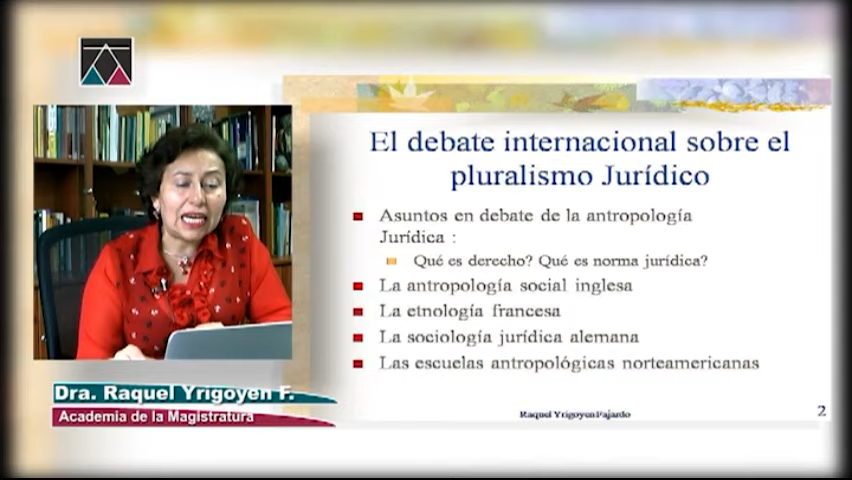 El debate internacional sobre el
pluralismo Jurídico
Asuntos en debate de la antropología
Jurídica :
Qué es derecho? Qué es norma jurídica?
La antropología social inglesa
La etnología francesa
La sociología jurídica alemana
Las escuelas antropológicas norteamericanas
Raquel Yrigoyen Fajardo
2
Dra. Raquel Yrigoyen F.
Academia de la Magistratura